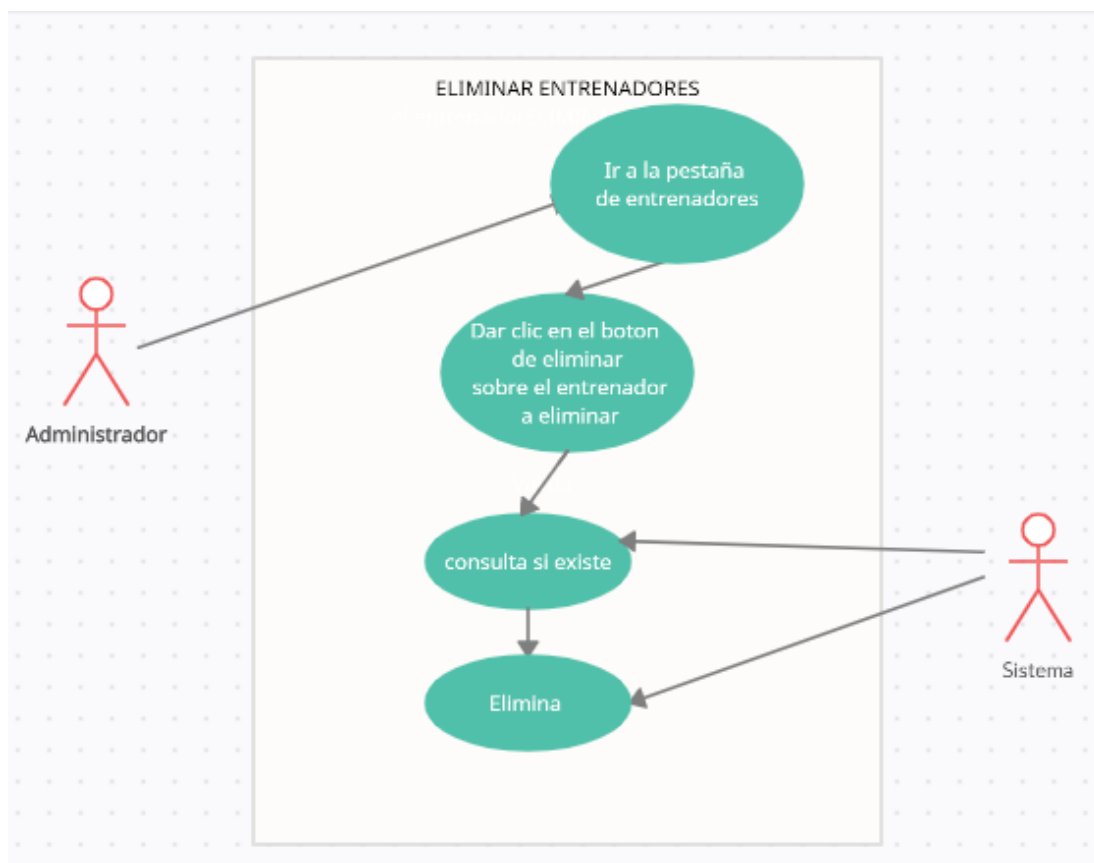 ELIMINAR ENTRENADORES
Ir a la pestaña
de entrenadores
Dar clic en el boton
de eliminar
sobre el entrenador
a eliminar
Administrador
consulta si existe
Sistema
Elimina